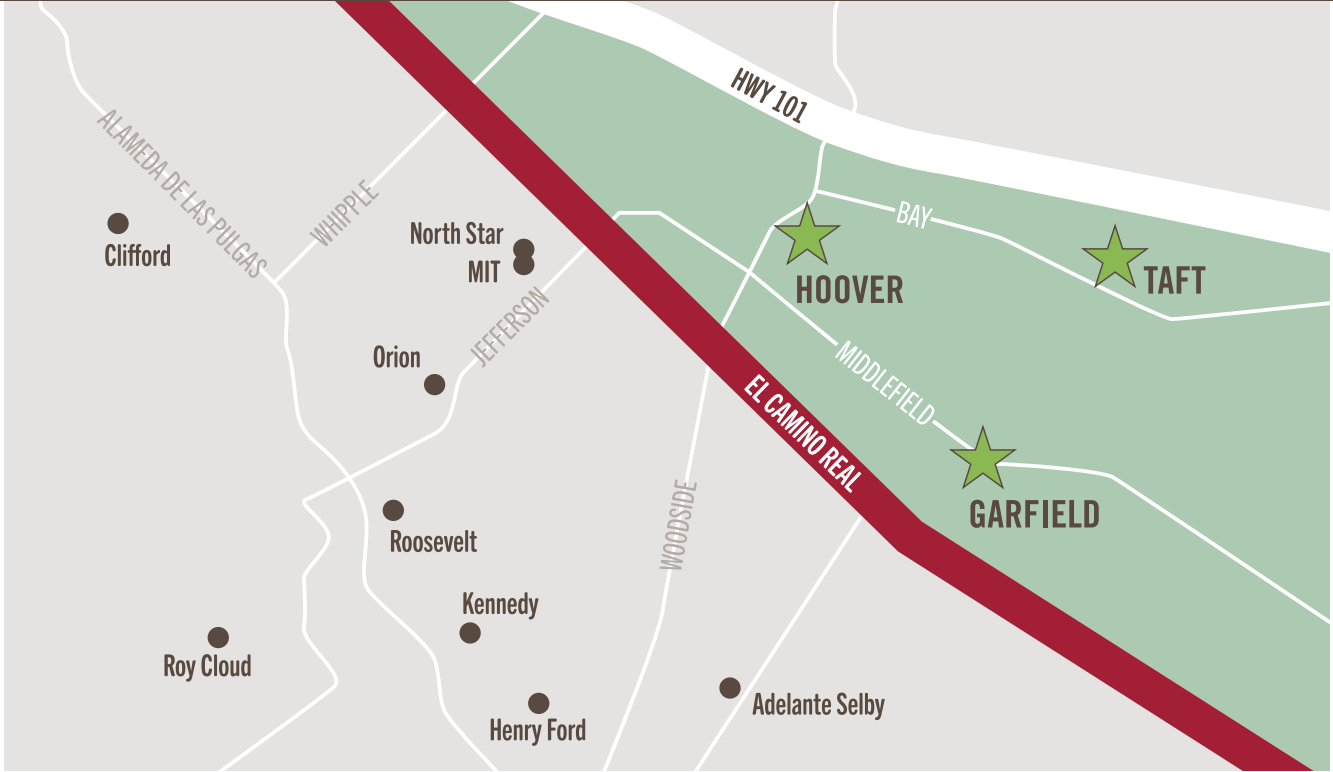 HWY 101
ALAMEDA DE LAS PULGAS
WHIPPLE
BAY
North Star
Clifford
MIT
HOOVER
TAFT
JEFFERSON
Orion
MIDDLEFIELD
EL CAMINO REAL
GARFIELD
WOODSIDE
Roosevelt
Kennedy
Roy Cloud
Adelante Selby
Henry Ford